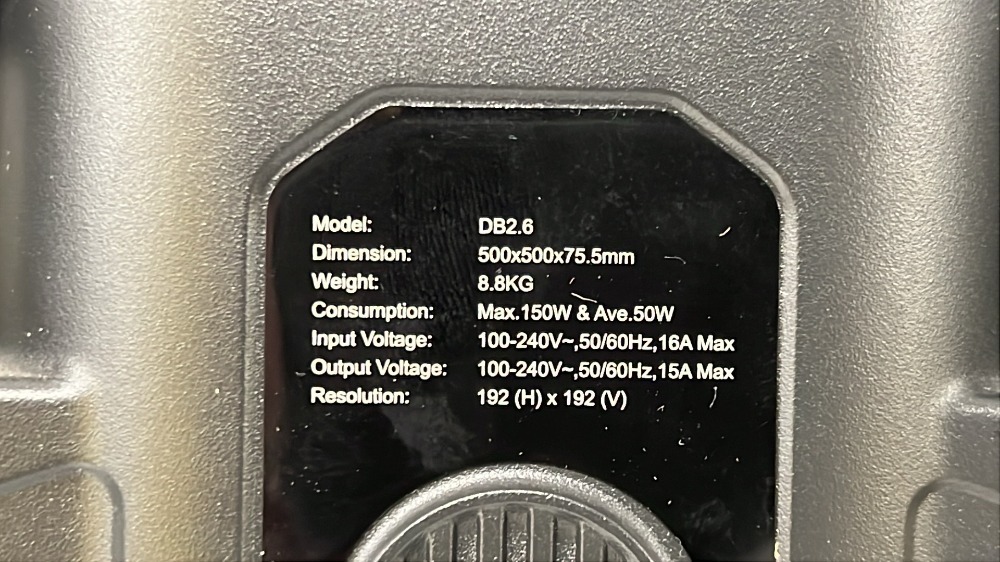 Model: DB2.6
Dimension: 500x500x75.5mm
Weight: 8.8KG
Consumption: Max.150W & Ave.50W
Input Voltage: 100-240V~,50/60Hz,16A Max
Output Voltage: 100-240V~,50/60Hz,15A Max
Resolution: 192 (H) x 192 (V)